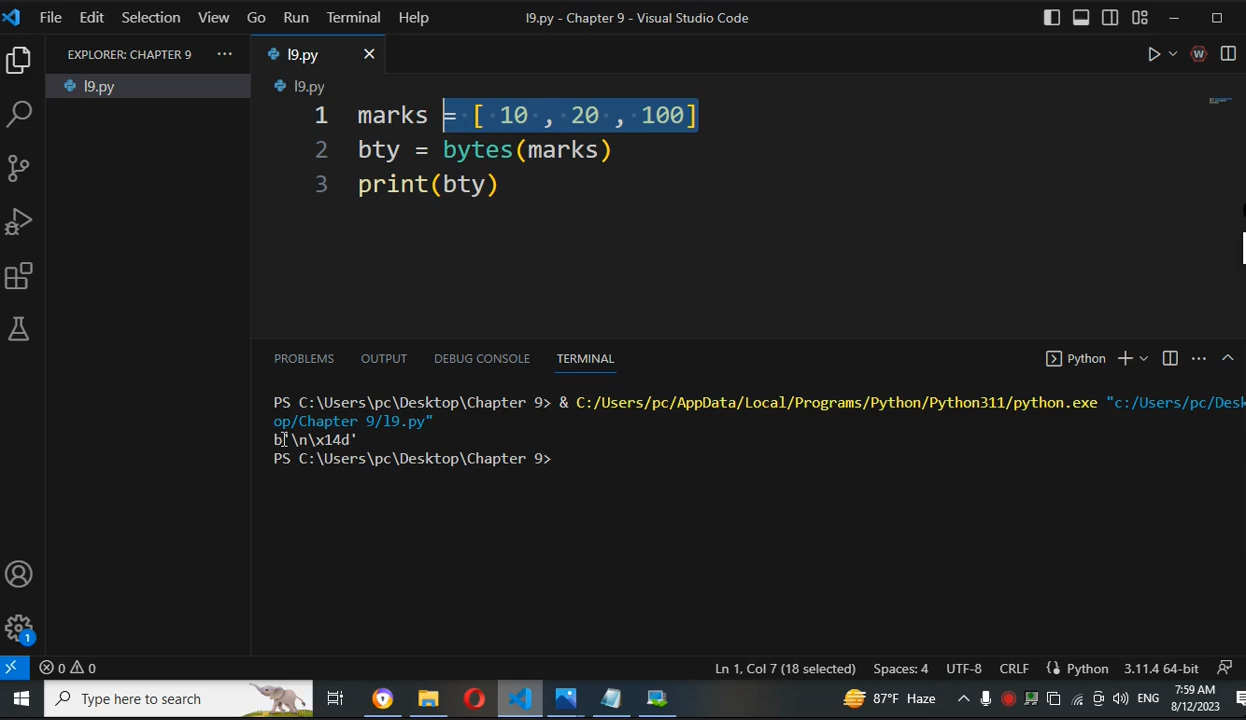 File Edit Selection View Go Run Terminal Help l9.py - Chapter 9 - Visual Studio Code
EXPLORER: CHAPTER 9 ···
l9.py
l9.py
l9.py
1 marks = [ 10 , 20 , 100]
2 bty = bytes(marks)
3 print(bty)
PROBLEMS OUTPUT DEBUG CONSOLE TERMINAL Python
PS C:\Users\pc\Desktop\Chapter 9> & C:/Users/pc/AppData/Local/Programs/Python/Python311/python.exe "c:/Users/pc/Desk
op/Chapter 9/l9.py"
b'\n\x14d'
PS C:\Users\pc\Desktop\Chapter 9>
1
0 0 Ln 1, Col 7 (18 selected) Spaces: 4 UTF-8 CRLF Python 3.11.4 64-bit
Type here to search 87°F Haze ENG 7:59 AM
8/12/2023